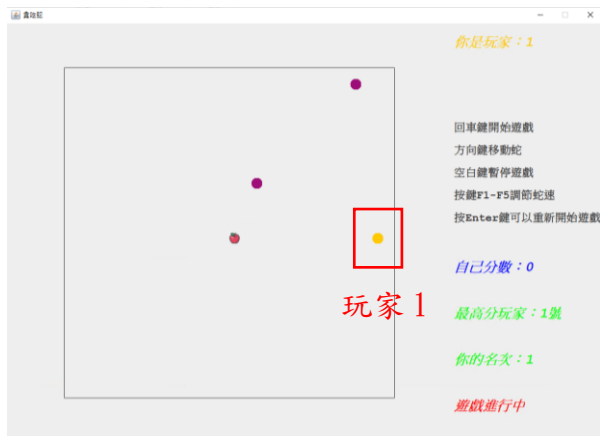 貪吃蛇
你是玩家：1
回車鍵開始遊戲
方向鍵移動蛇
空白鍵暫停遊戲
按鍵F1-F5調節蛇速
按Enter鍵可以重新開始遊戲
自己分數：0
玩家1
最高分玩家：1號
你的名次：1
遊戲進行中